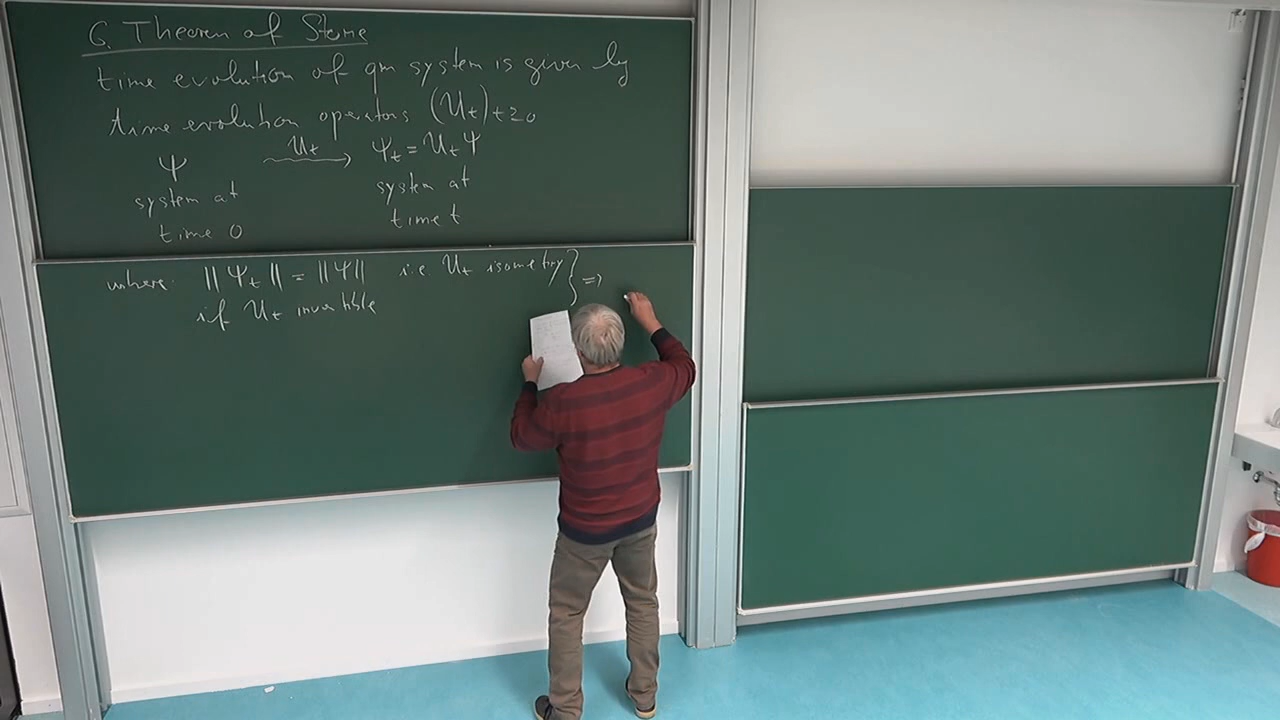 6. Theorem of Stone
time evolution of qm system is given by
time evolution operators (U_t)_{t≥0}
Ψ U_t ⟶ Ψ_t = U_t Ψ
system at system at
time 0 time t
where: ||Ψ_t|| = ||Ψ|| i.e. U_t isometry } ⇒
if U_t invertible